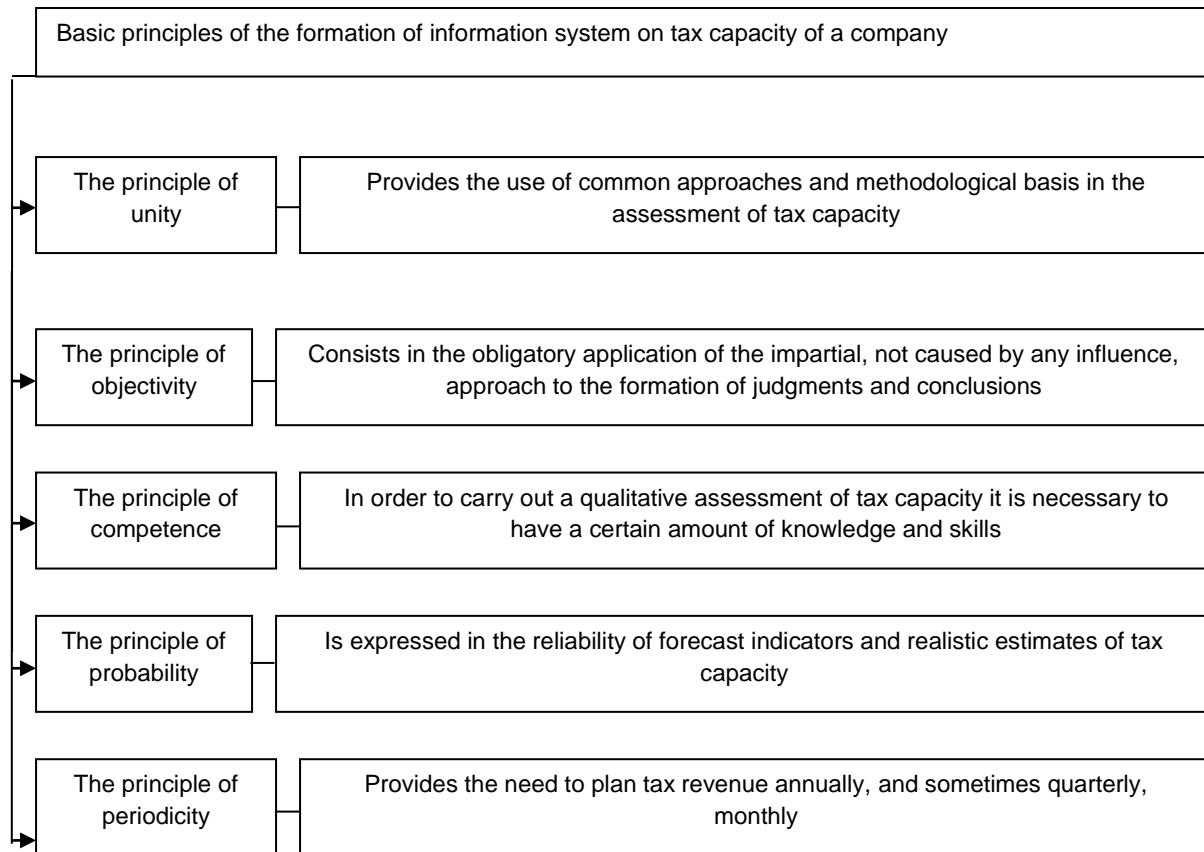 Basic principles of the formation of information system on tax capacity of a company
The principle of
unity
Provides the use of common approaches and methodological basis in the
assessment of tax capacity
The principle of
objectivity
Consists in the obligatory application of the impartial, not caused by any influence,
approach to the formation of judgments and conclusions
The principle of
competence
In order to carry out a qualitative assessment of tax capacity it is necessary to
have a certain amount of knowledge and skills
The principle of
probability
Is expressed in the reliability of forecast indicators and realistic estimates of tax
capacity
The principle of
periodicity
Provides the need to plan tax revenue annually, and sometimes quarterly,
monthly